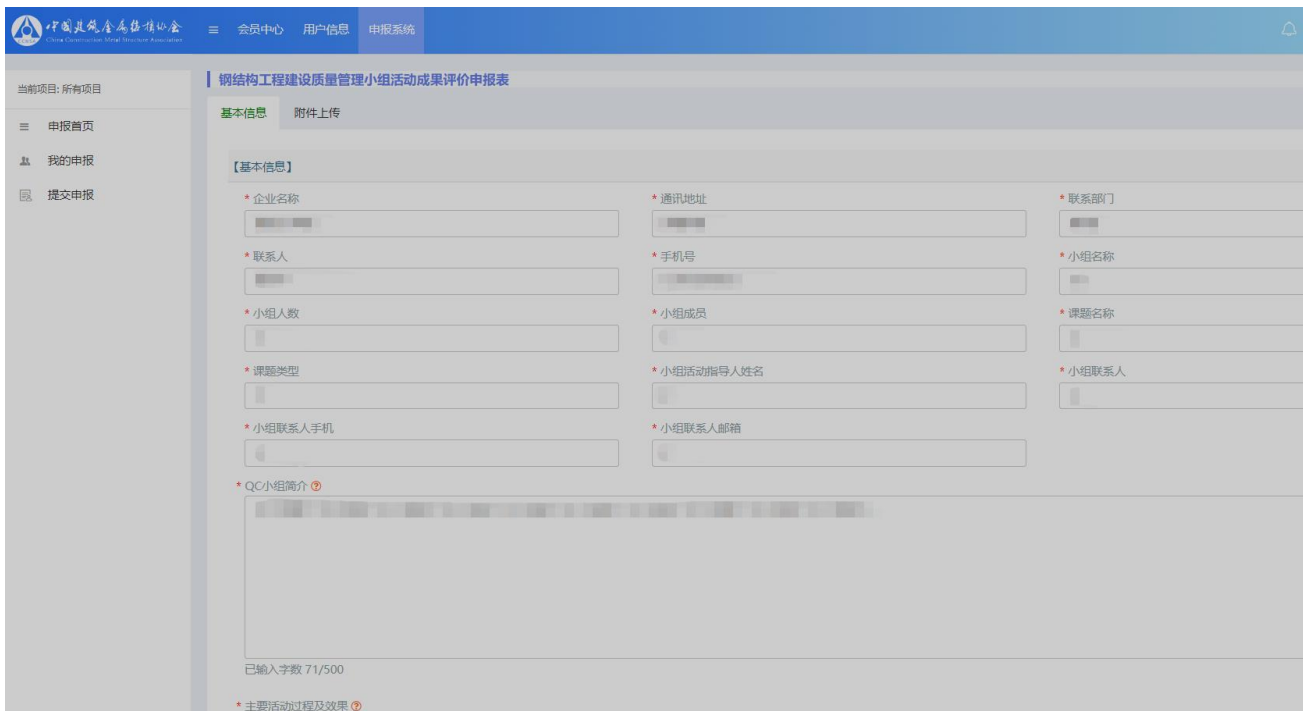 中国建筑金属结构协会
China Construction Metal Structure Association
会员中心 用户信息 申报系统
当前项目: 所有项目
申报首页
我的申报
提交申报
钢结构工程建设质量管理小组活动成果评价申报表
基本信息 附件上传
【基本信息】
* 企业名称 * 通讯地址 * 联系部门
* 联系人 * 手机号 * 小组名称
* 小组人数 * 小组成员 * 课题名称
* 课题类型 * 小组活动指导人姓名 * 小组联系人
* 小组联系人手机 * 小组联系人邮箱
* QC小组简介 ?
已输入字数 71/500
* 主要活动过程及效果 ?